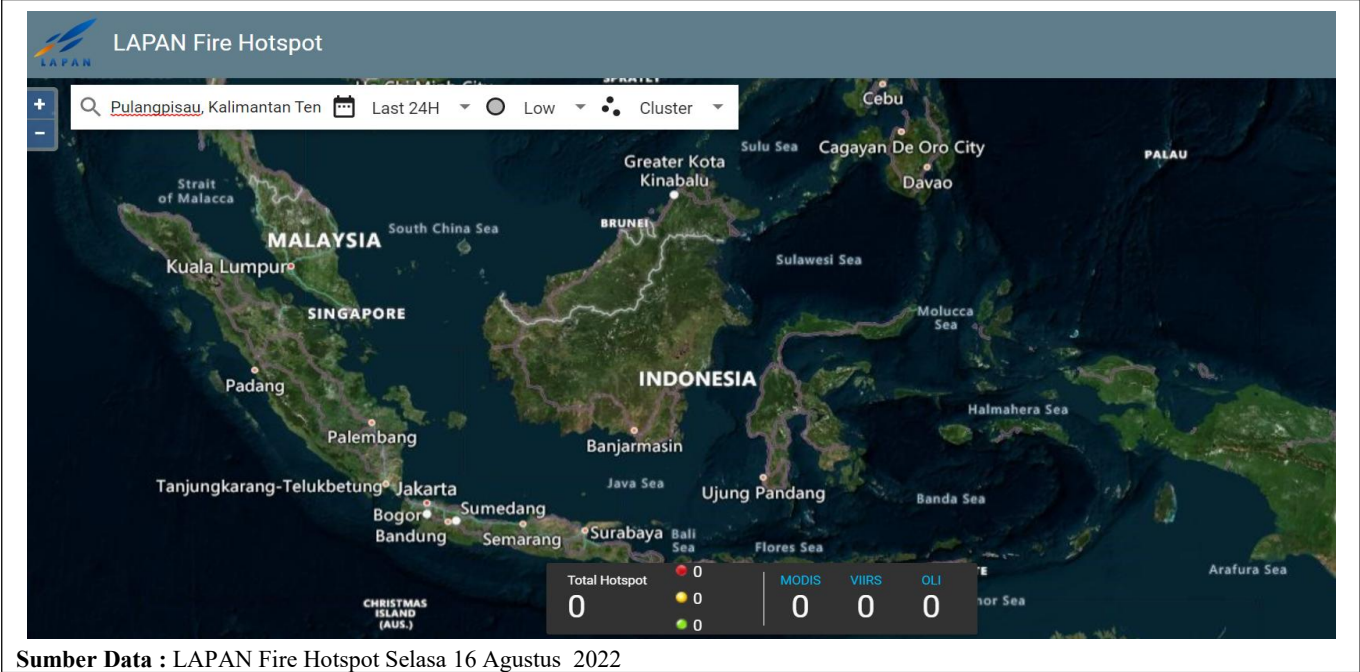 LAPAN
LAPAN Fire Hotspot
+
−
Pulangpisau, Kalimantan Ten
Last 24H
Low
Cluster
SPRATLY
Cebu
Sulu Sea
Cagayan De Oro City
PALAU
Greater Kota
Kinabalu
Davao
Strait
of Malacca
BRUNEI
South China Sea
MALAYSIA
Kuala Lumpur
Sulawesi Sea
SINGAPORE
Molucca
Sea
INDONESIA
Padang
Halmahera Sea
Palembang
Banjarmasin
Tanjungkarang-Telukbetung
Jakarta
Java Sea
Ujung Pandang
Banda Sea
Bogor
Sumedang
Bandung
Semarang
Surabaya
Bali
Sea
Flores Sea
Arafura Sea
Total Hotspot
0
0
0
0
MODIS
VIIRS
OLI
0
0
0
TE
nor Sea
CHRISTMAS
ISLAND
(AUS.)
Sumber Data : LAPAN Fire Hotspot Selasa 16 Agustus 2022